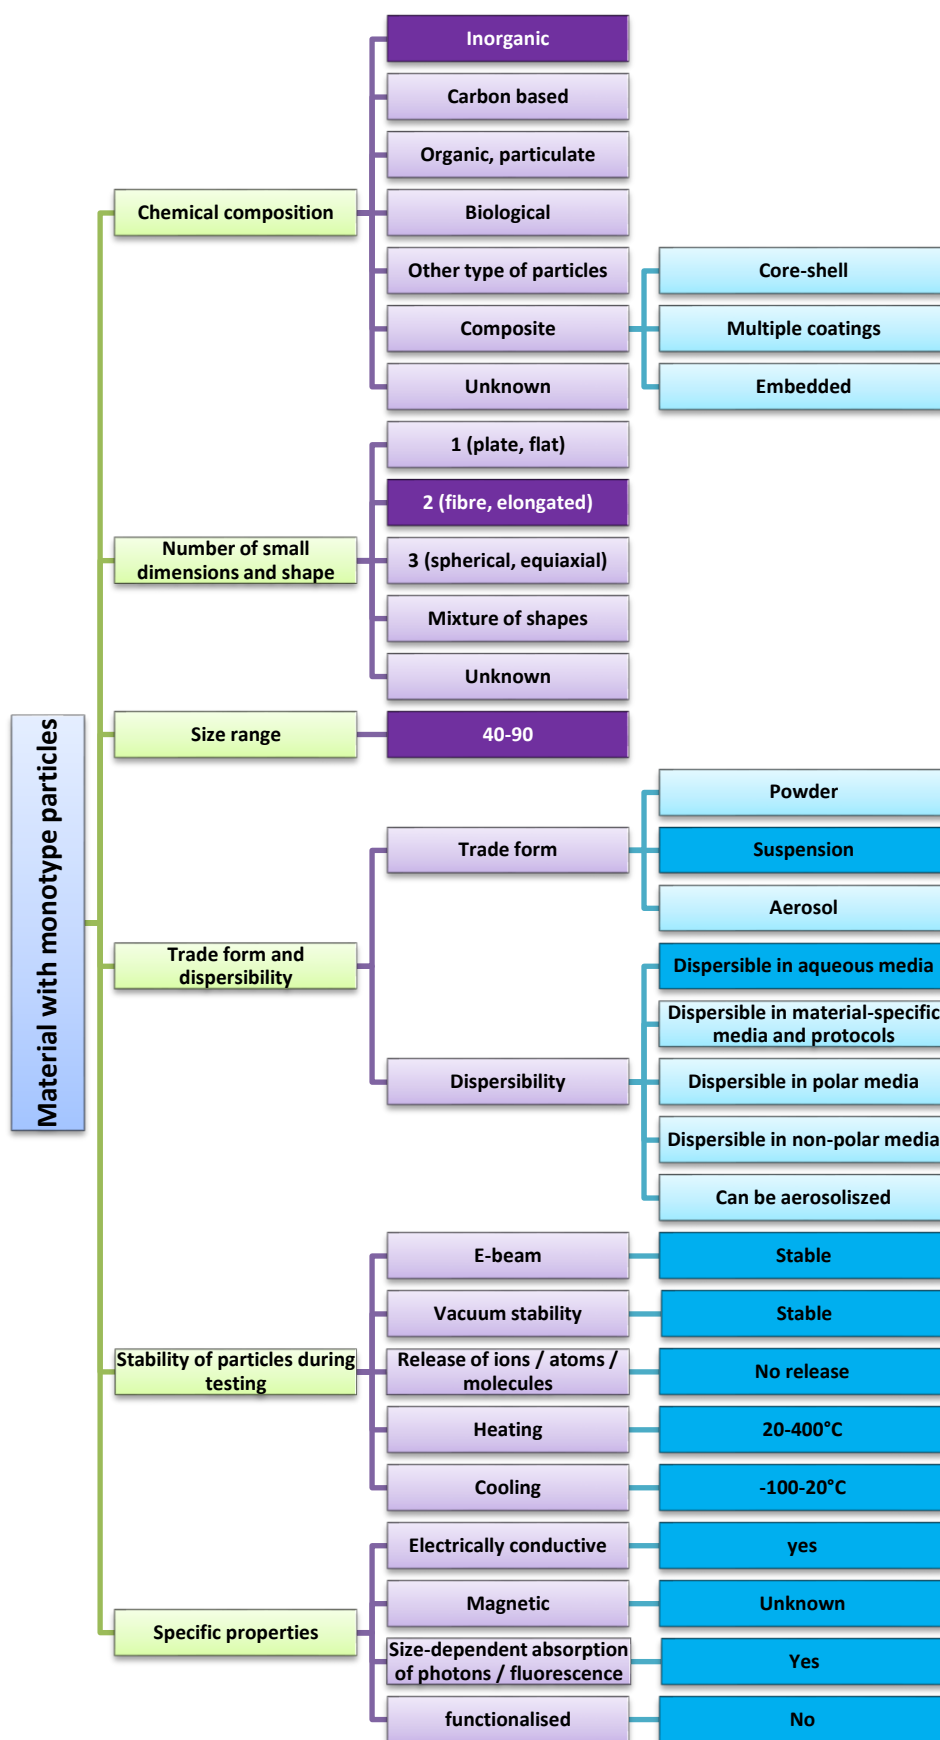 Material with monotype particles
Chemical composition
Inorganic
Carbon based
Organic, particulate
Biological
Other type of particles
Composite
Core-shell
Multiple coatings
Embedded
Unknown
Number of small
dimensions and shape
1 (plate, flat)
2 (fibre, elongated)
3 (spherical, equiaxial)
Mixture of shapes
Unknown
Size range
40-90
Trade form and
dispersibility
Trade form
Powder
Suspension
Aerosol
Dispersibility
Dispersible in aqueous media
Dispersible in material-specific
media and protocols
Dispersible in polar media
Dispersible in non-polar media
Can be aerosoliszed
Stability of particles during
testing
E-beam
Stable
Vacuum stability
Stable
Release of ions / atoms /
molecules
No release
Heating
20-400°C
Cooling
-100-20°C
Specific properties
Electrically conductive
yes
Magnetic
Unknown
Size-dependent absorption
of photons / fluorescence
Yes
functionalised
No